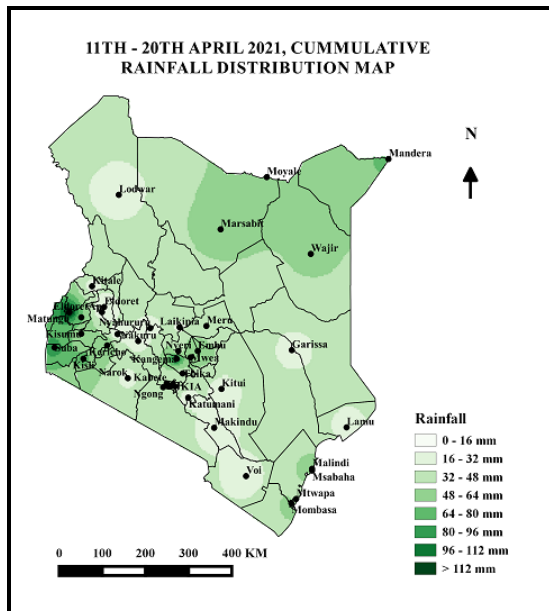 11TH - 20TH APRIL 2021, CUMMULATIVE
RAINFALL DISTRIBUTION MAP
N
Mandera
Moyale
Lodwar
Marsabit
Wajir
Kitale
Eldoret
Matungu
Nyahururu
Laikipia
Meru
Kisumu
Nakuru
Nyeri
Embu
Garissa
Suba
Kericho
Kangema
Mwea
Kisii
Thika
Narok
Kabete
Kitui
Ngong
JKIA
Katumani
Makindu
Lamu
Voi
Malindi
Msabaha
Mtwapa
Mombasa
Rainfall
0 - 16 mm
16 - 32 mm
32 - 48 mm
48 - 64 mm
64 - 80 mm
80 - 96 mm
96 - 112 mm
> 112 mm
0 100 200 300 400 KM